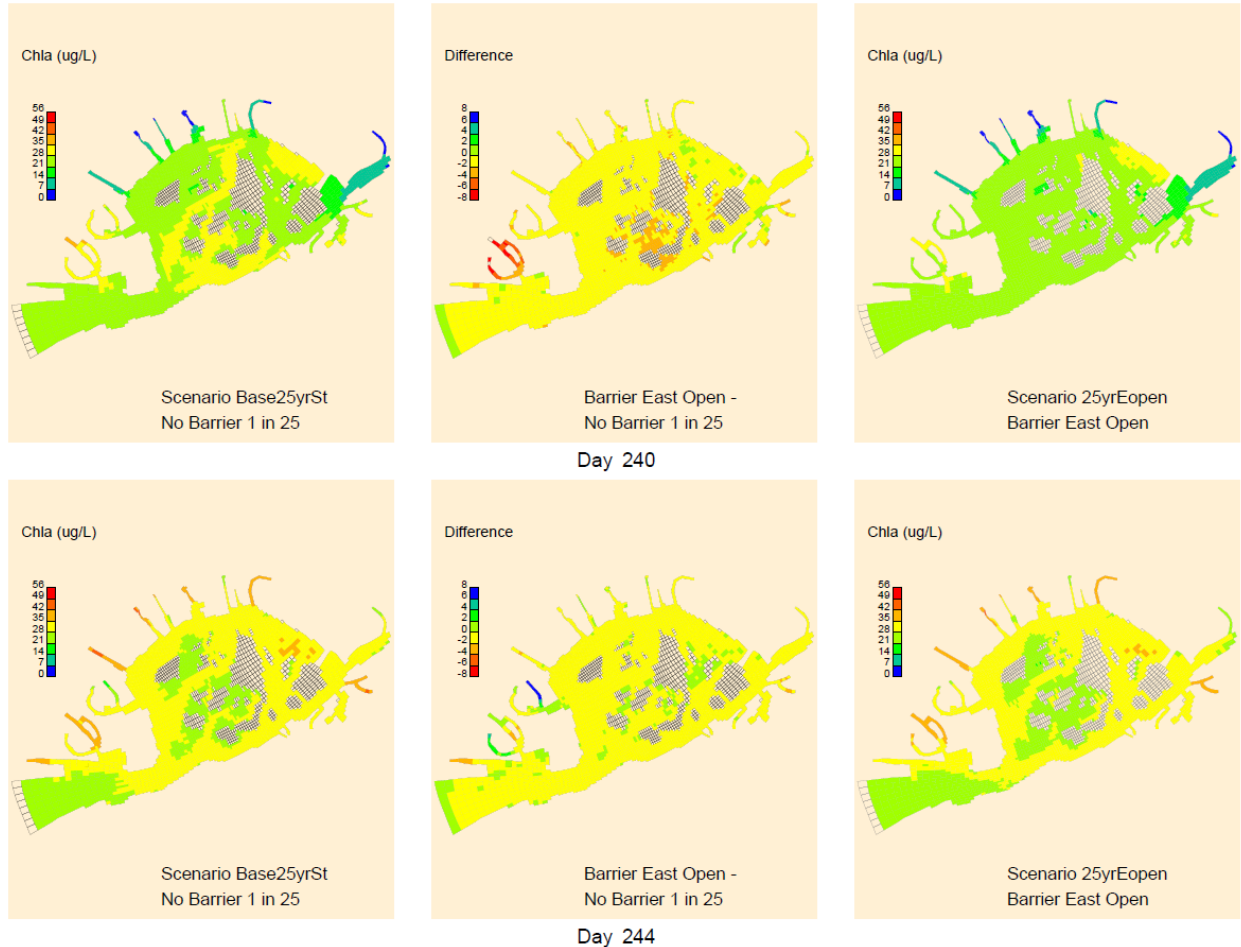 Chla (ug/L)
56
49
42
35
28
21
14
7
0
Scenario Base25yrSt
No Barrier 1 in 25
Difference
8
6
4
2
0
-2
-4
-6
-8
Barrier East Open -
No Barrier 1 in 25
Chla (ug/L)
56
49
42
35
28
21
14
7
0
Scenario 25yrEopen
Barrier East Open
Day 240
Chla (ug/L)
56
49
42
35
28
21
14
7
0
Scenario Base25yrSt
No Barrier 1 in 25
Difference
8
6
4
2
0
-2
-4
-6
-8
Barrier East Open -
No Barrier 1 in 25
Chla (ug/L)
56
49
42
35
28
21
14
7
0
Scenario 25yrEopen
Barrier East Open
Day 244